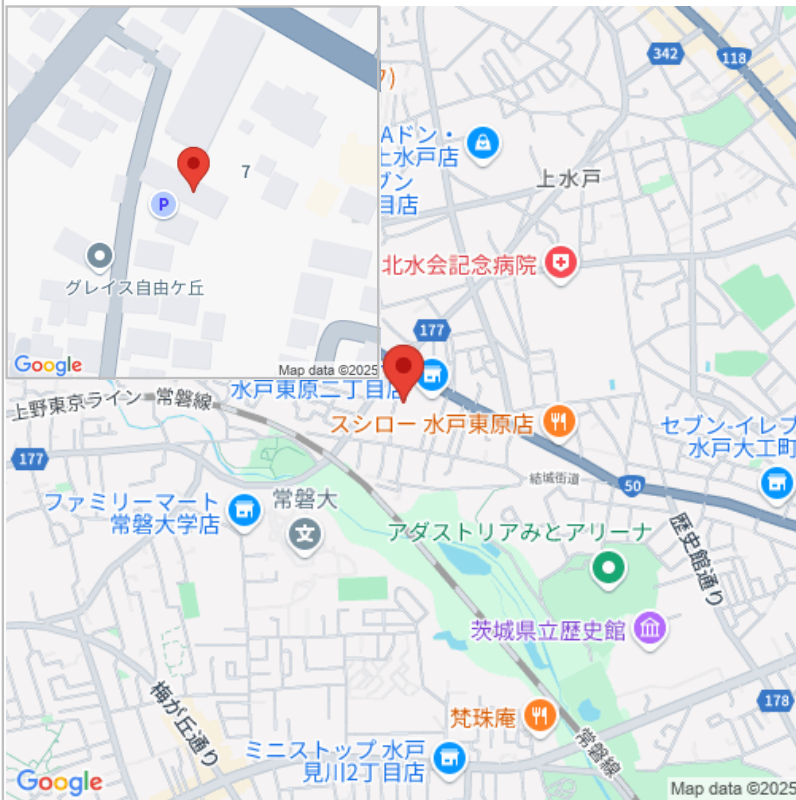 7
P
グレイス自由ケ丘
Google
Map data ©2025
342
118
Aドン・
上水戸店
ブン
目店
上水戸
北水会記念病院
177
水戸東原二丁目店
上野東京ライン 常磐線
スシロー 水戸東原店
セブン-イレブ
水戸大工町
177
結城街道
50
ファミリーマート
常磐大学店
常磐大
アダストリアみとアリーナ
歴史館通り
茨城県立歴史館
178
梅が丘通り
梵珠庵
常磐線
ミニストップ 水戸
見川2丁目店
Google
Map data ©2025